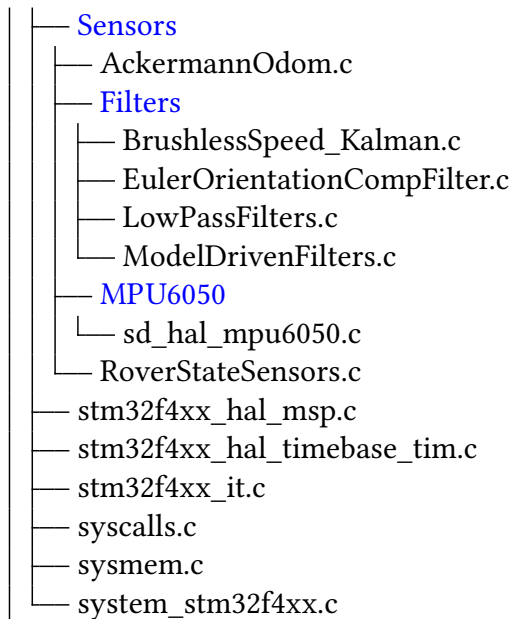 Sensors
AckermannOdom.c
Filters
BrushlessSpeed_Kalman.c
EulerOrientationCompFilter.c
LowPassFilters.c
ModelDrivenFilters.c
MPU6050
sd_hal_mpu6050.c
RoverStateSensors.c
stm32f4xx_hal_msp.c
stm32f4xx_hal_timebase_tim.c
stm32f4xx_it.c
syscalls.c
sysmem.c
system_stm32f4xx.c